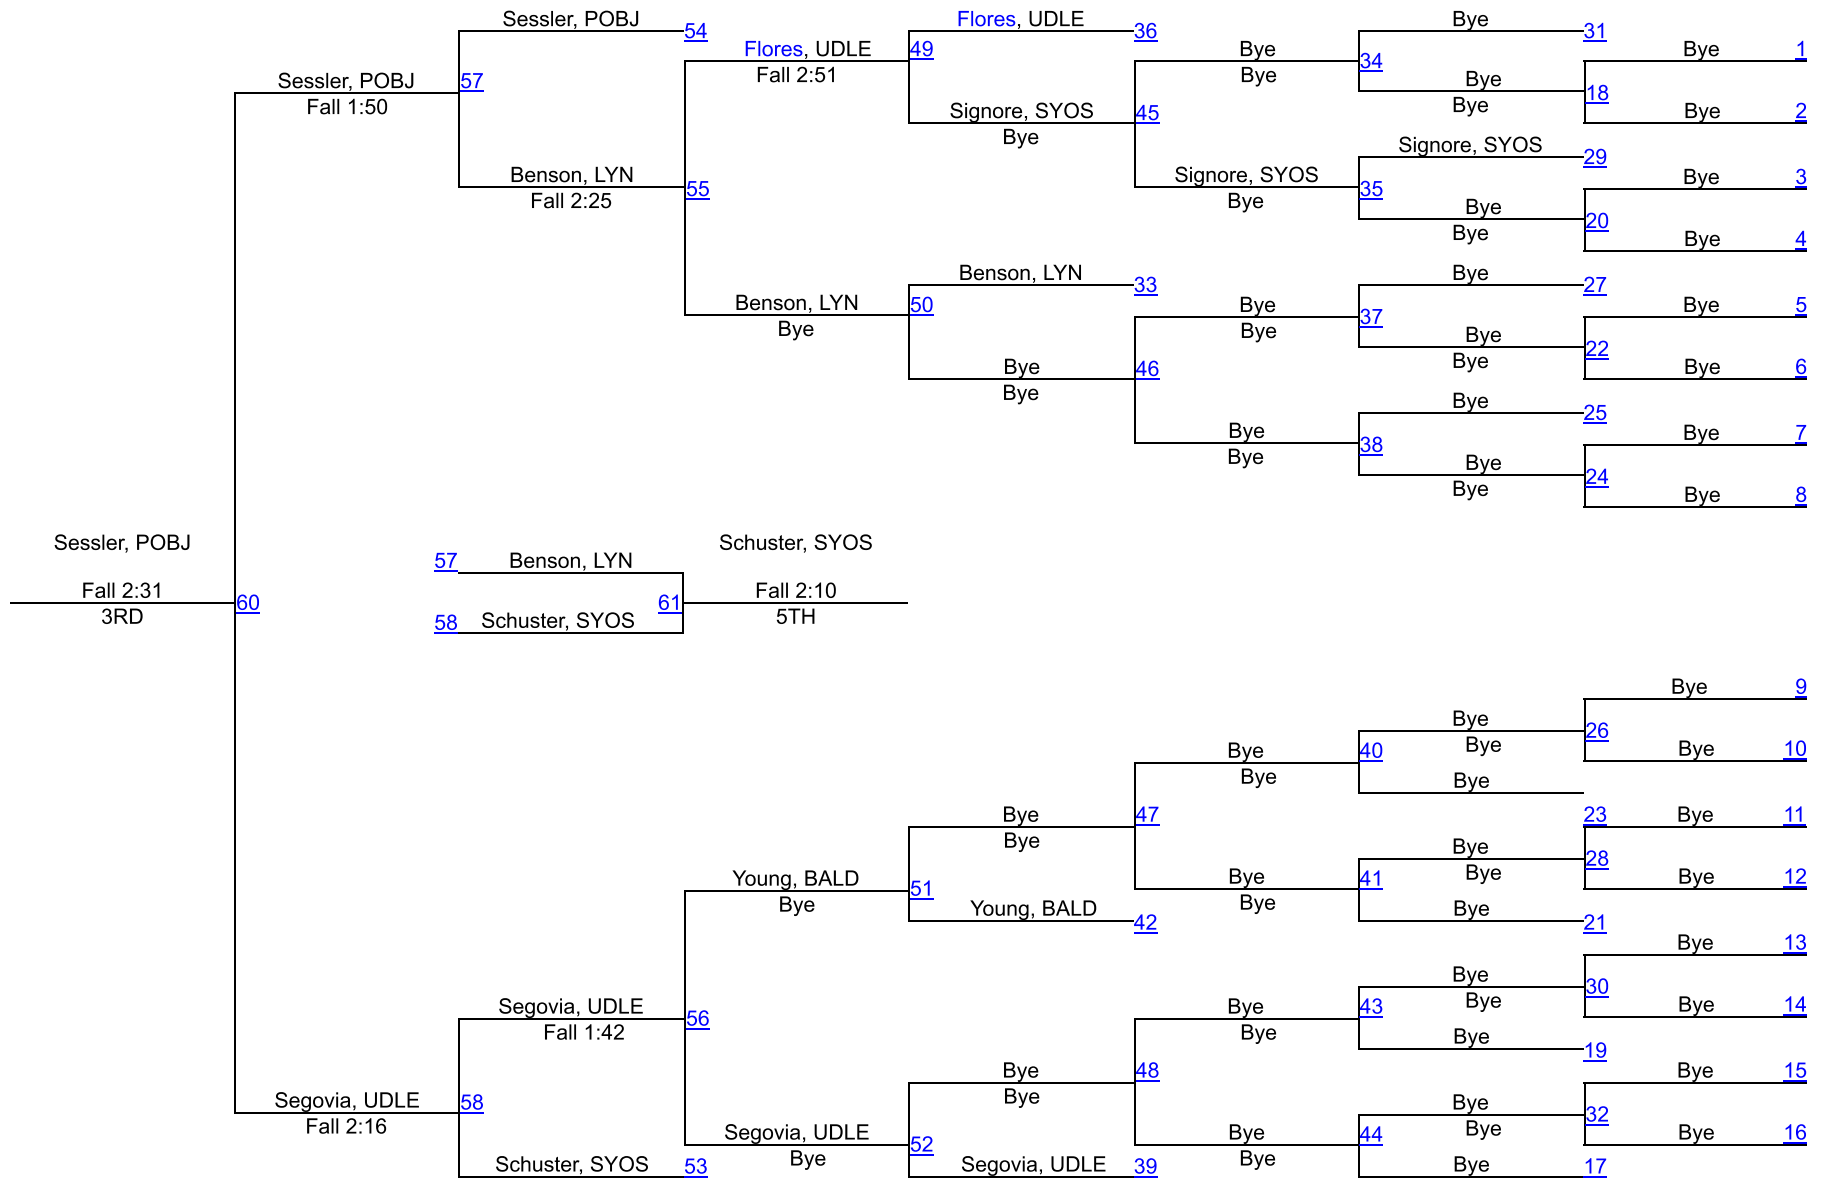 Sessler, POBJ
54
Flores, UDLE
36
Bye
31
Flores, UDLE
49
Fall 2:51
Bye
34
Bye
Bye
1
Sessler, POBJ
57
Fall 1:50
Bye
Bye
18
Bye
2
Signore, SYOS
45
Bye
Signore, SYOS
29
Benson, LYN
55
Fall 2:25
Signore, SYOS
35
Bye
Bye
3
Bye
20
Bye
Bye
4
Benson, LYN
33
Bye
27
Benson, LYN
50
Bye
Bye
37
Bye
Bye
5
Bye
22
Bye
Bye
6
Bye
46
Bye
Bye
25
Bye
38
Bye
Bye
7
Bye
24
Bye
Bye
8
Sessler, POBJ
Fall 2:31
60
3RD
57
Benson, LYN
Schuster, SYOS
61
Fall 2:10
5TH
58
Schuster, SYOS
Bye
9
Bye
26
Bye
Bye
10
Bye
40
Bye
Bye
Bye
47
Bye
23
Bye
11
Bye
28
Bye
Bye
12
Young, BALD
51
Bye
Bye
41
Bye
Young, BALD
42
Bye
21
Bye
13
Bye
30
Bye
Bye
14
Segovia, UDLE
56
Fall 1:42
Bye
43
Bye
Bye
19
Bye
48
Bye
Bye
15
Segovia, UDLE
58
Fall 2:16
Bye
32
Bye
Bye
16
Segovia, UDLE
52
Bye
Bye
44
Bye
Schuster, SYOS
53
Segovia, UDLE
39
Bye
17